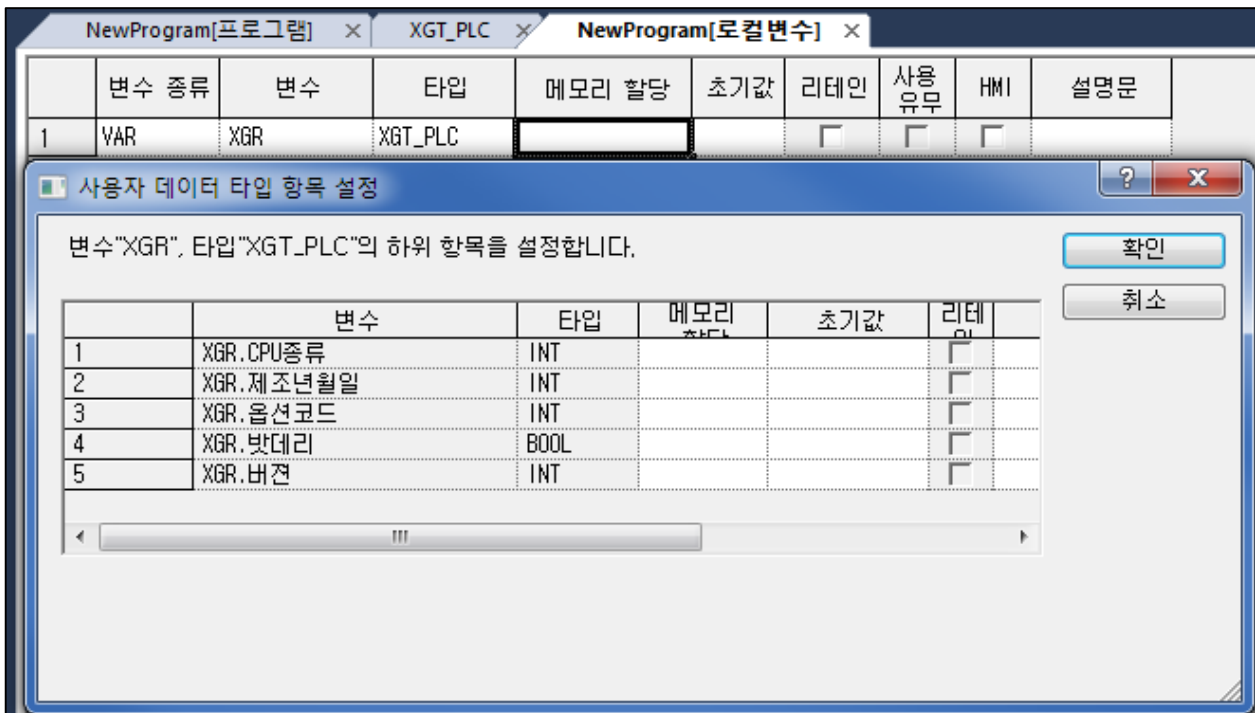 NewProgram[프로그램] XGT_PLC NewProgram[로컬변수]
변수 종류 변수 타입 메모리 할당 초기값 리테인 사용 유무 HMI 설명문
1 VAR XGR XGT_PLC
사용자 데이터 타입 항목 설정
변수"XGR", 타입"XGT_PLC"의 하위 항목을 설정합니다.
확인
취소
변수 타입 메모리 할당 초기값 리테인
1 XGR.CPU종류 INT
2 XGR.제조년월일 INT
3 XGR.옵션코드 INT
4 XGR.밧데리 BOOL
5 XGR.버젼 INT